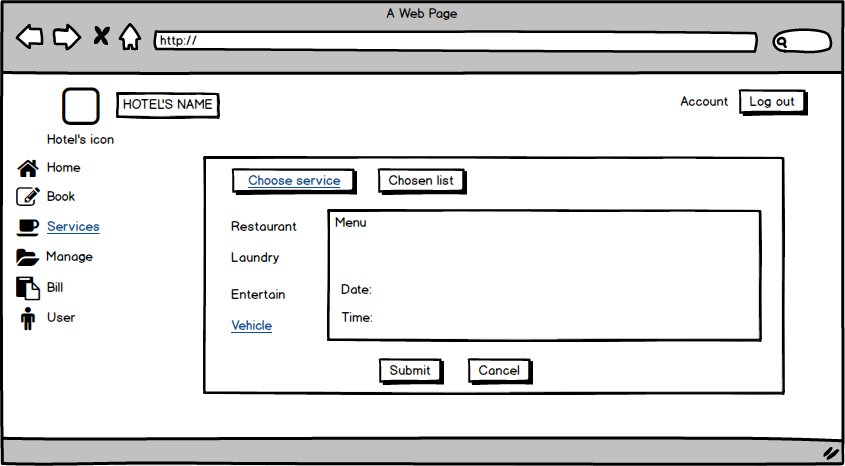 A Web Page
http://
HOTEL'S NAME
Account
Log out
Hotel's icon
Home
Book
Services
Manage
Bill
User
Choose service
Chosen list
Restaurant
Laundry
Entertain
Vehicle
Menu
Date:
Time:
Submit
Cancel